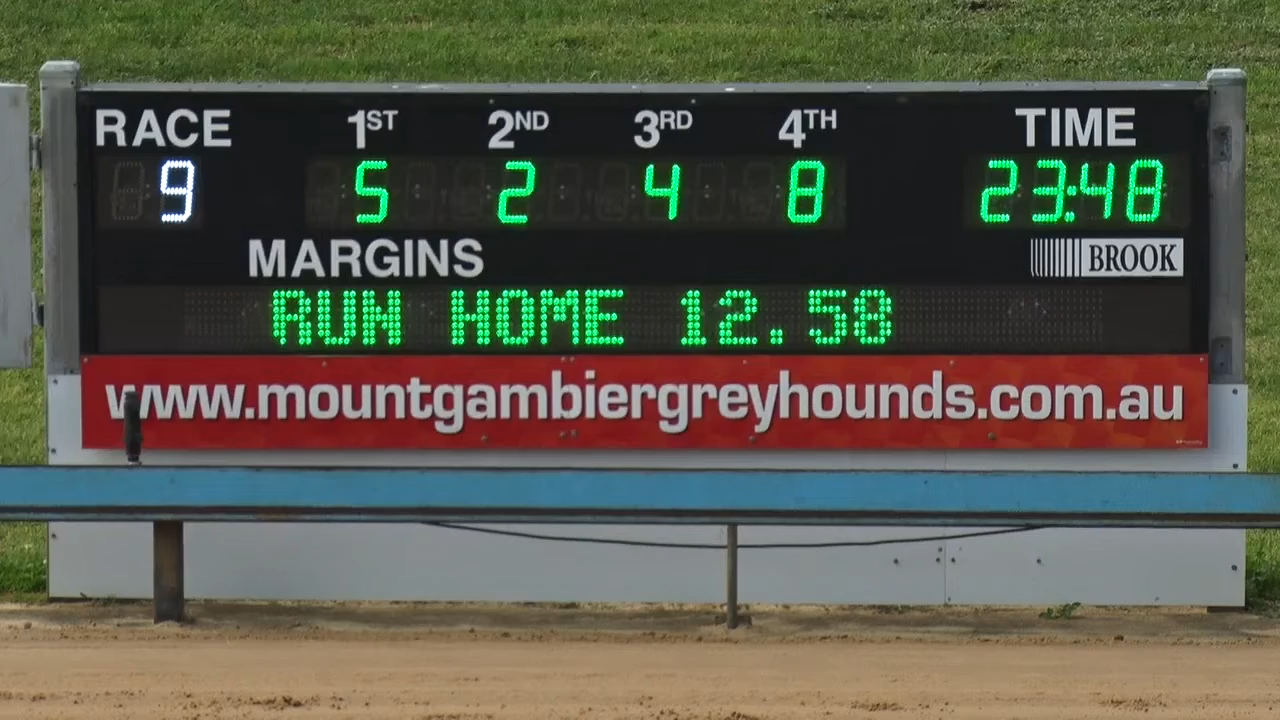 RACE 1ST 2ND 3RD 4TH TIME
9 5 2 4 8 23:48
MARGINS BROOK
RUN HOME 12.58
www.mountgambiergreyhounds.com.au